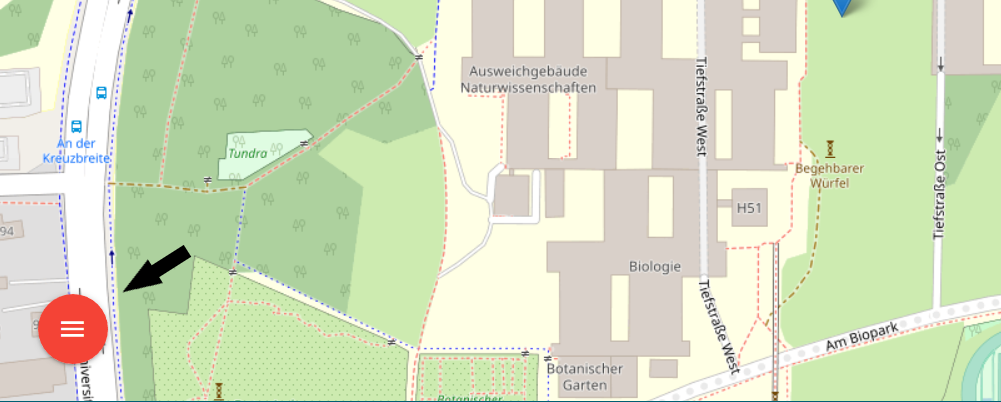 Ausweichgebäude
Naturwissenschaften
Tiefstraße West
An der
Kreuzbreite
Tundra
Begehbarer
Würfel
Tiefstraße Ost
H51
94
Biologie
Tiefstraße West
Am Biopark
Botanischer
Garten
Botanischer